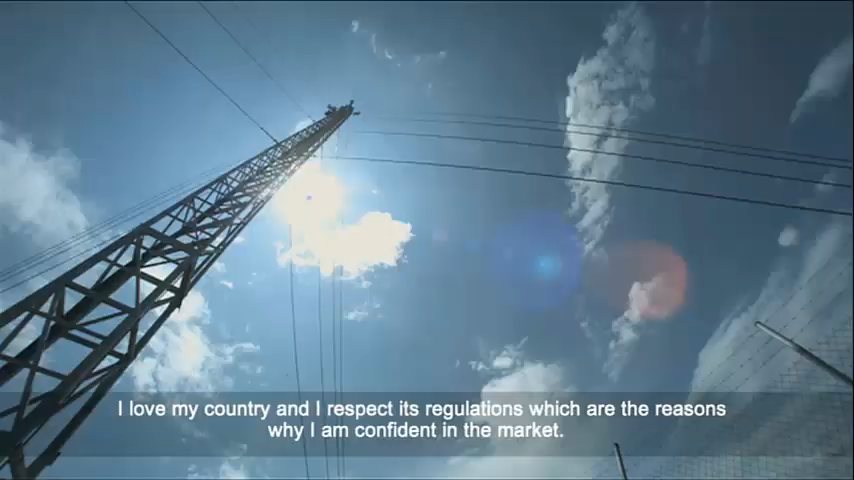 I love my country and I respect its regulations which are the reasons
why I am confident in the market.